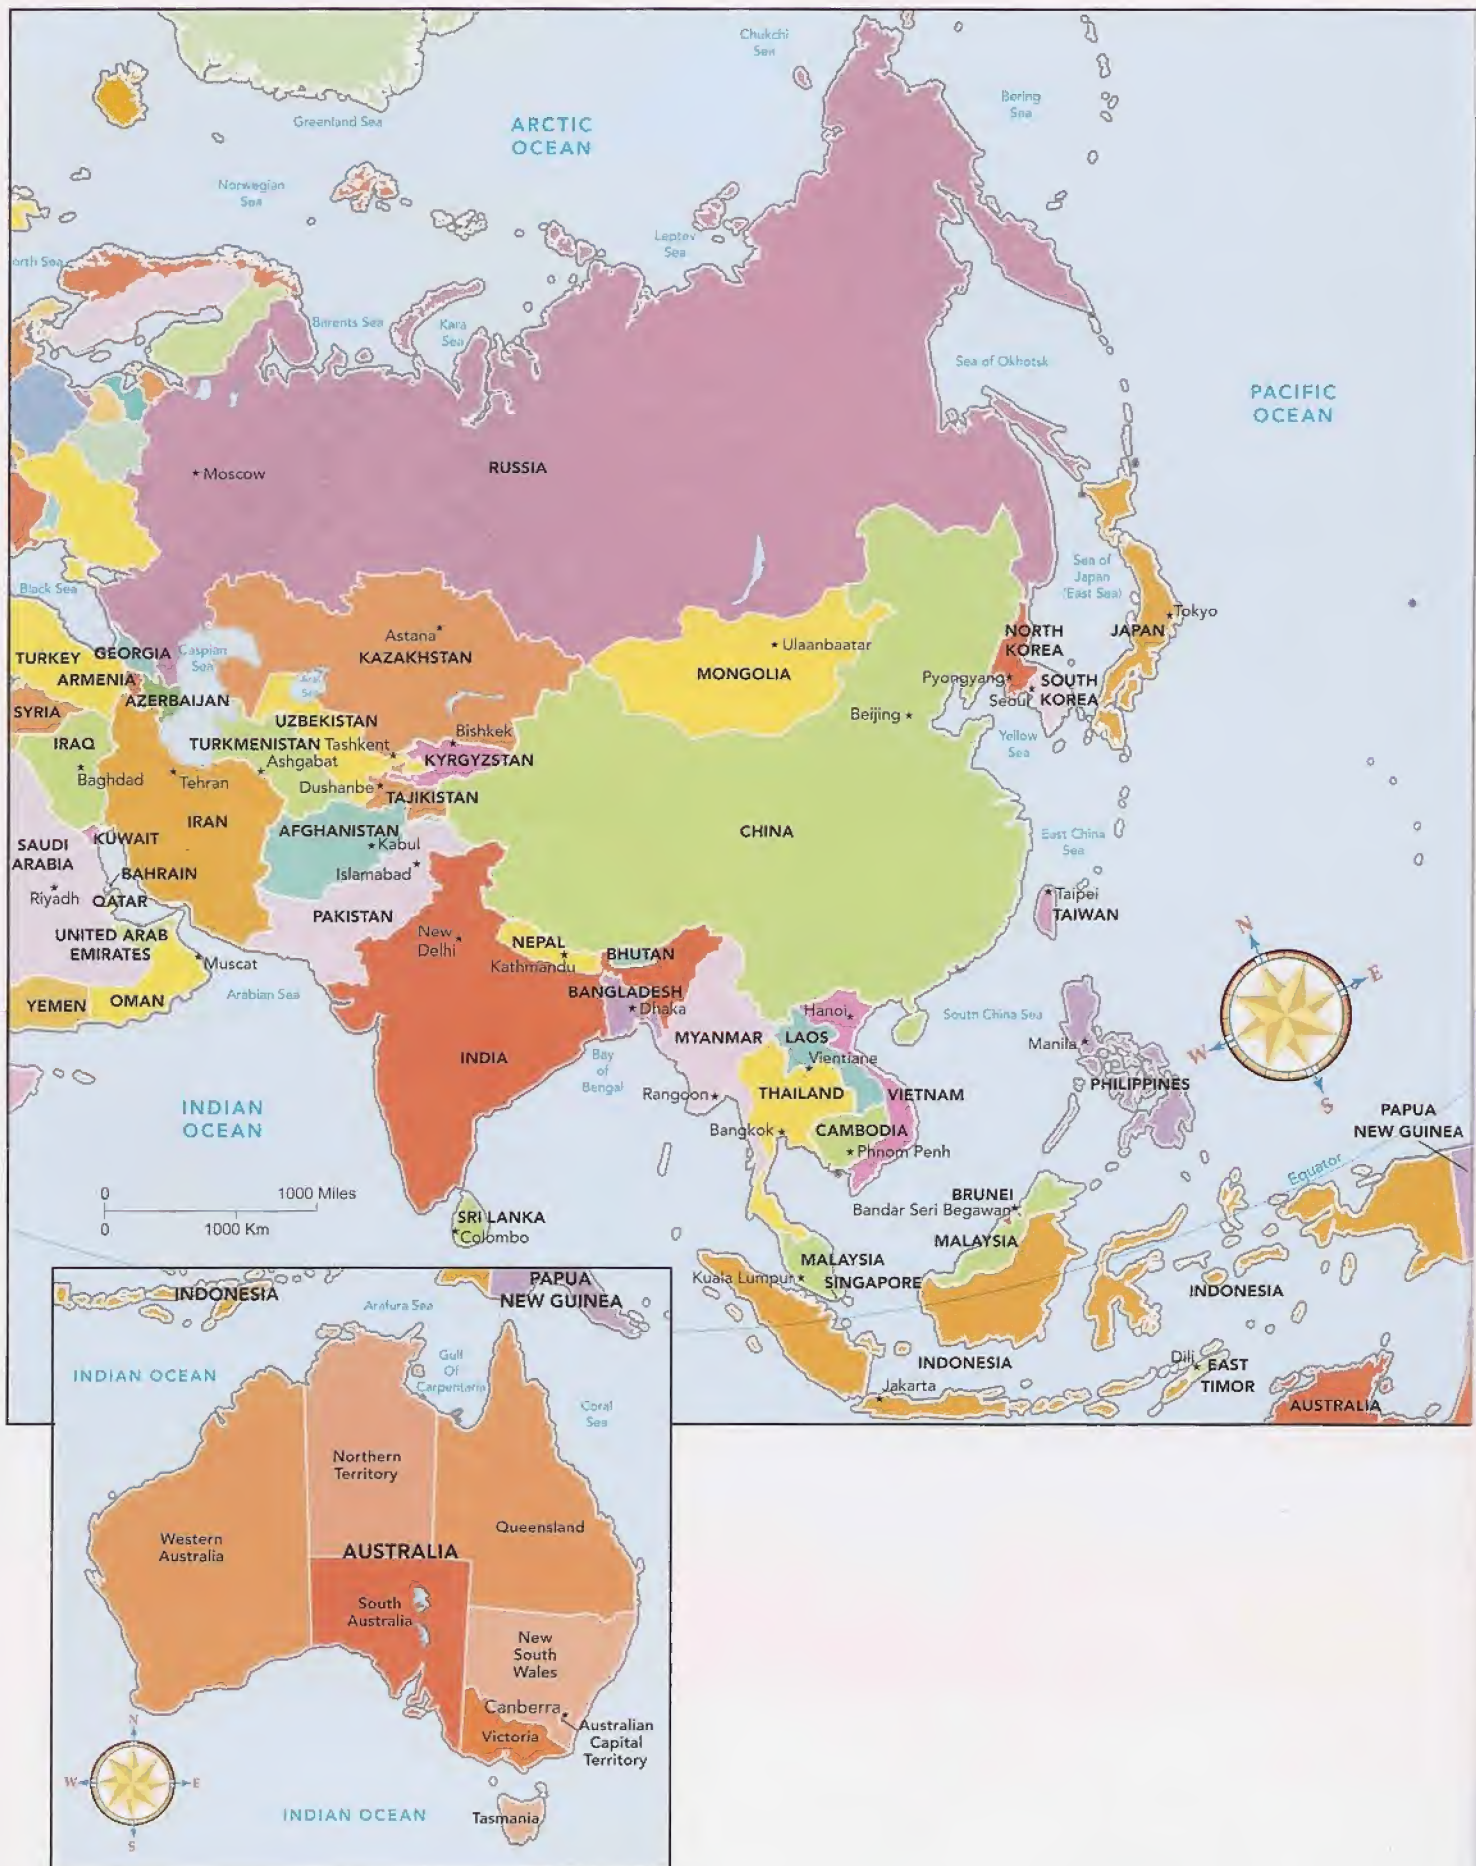 Chukchi
Sea
Bering
Sea
Greenland Sea
ARCTIC
OCEAN
Norwegian
Sea
Leptev
Sea
orth Sea
Barents Sea
Kara
Sea
Sea of Okhotsk
PACIFIC
OCEAN
Moscow
RUSSIA
Black Sea
Sea of
Japan
(East Sea)
Tokyo
Astana
KAZAKHSTAN
Ulaanbaatar
MONGOLIA
NORTH
KOREA
JAPAN
TURKEY
GEORGIA
Caspian
Sea
ARMENIA
AZERBAIJAN
Aral
Sea
Pyongyang
SOUTH
KOREA
Seoul
SYRIA
UZBEKISTAN
Beijing
Bishkek
IRAQ
TURKMENISTAN
Tashkent
Yellow
Sea
KYRGYZSTAN
Ashgabat
Baghdad
Tehran
Dushanbe
TAJIKISTAN
IRAN
AFGHANISTAN
CHINA
East China
Sea
SAUDI
ARABIA
KUWAIT
Kabul
Islamabad
BAHRAIN
Riyadh
QATAR
Taipei
TAIWAN
PAKISTAN
UNITED ARAB
EMIRATES
New
Delhi
NEPAL
Kathmandu
BHUTAN
N
E
W
S
Muscat
BANGLADESH
Dhaka
YEMEN
OMAN
Arabian Sea
Hanoi
South China Sea
MYANMAR
LAOS
Manila
INDIA
Bay
of
Bengal
Vientiane
PHILIPPINES
Rangoon
THAILAND
VIETNAM
INDIAN
OCEAN
PAPUA
NEW GUINEA
Bangkok
CAMBODIA
Phnom Penh
Equator
0
1000 Miles
0
1000 Km
BRUNEI
Bandar Seri Begawan
SRI LANKA
Colombo
MALAYSIA
MALAYSIA
Kuala Lumpur
SINGAPORE
INDONESIA
INDONESIA
Jakarta
Dili
EAST
TIMOR
AUSTRALIA
INDONESIA
PAPUA
NEW GUINEA
Arafura Sea
INDIAN OCEAN
Gulf
Of
Carpentaria
Coral
Sea
Northern
Territory
Western
Australia
Queensland
AUSTRALIA
South
Australia
New
South
Wales
Canberra
Australian
Capital
Territory
Victoria
N
W
E
S
INDIAN OCEAN
Tasmania